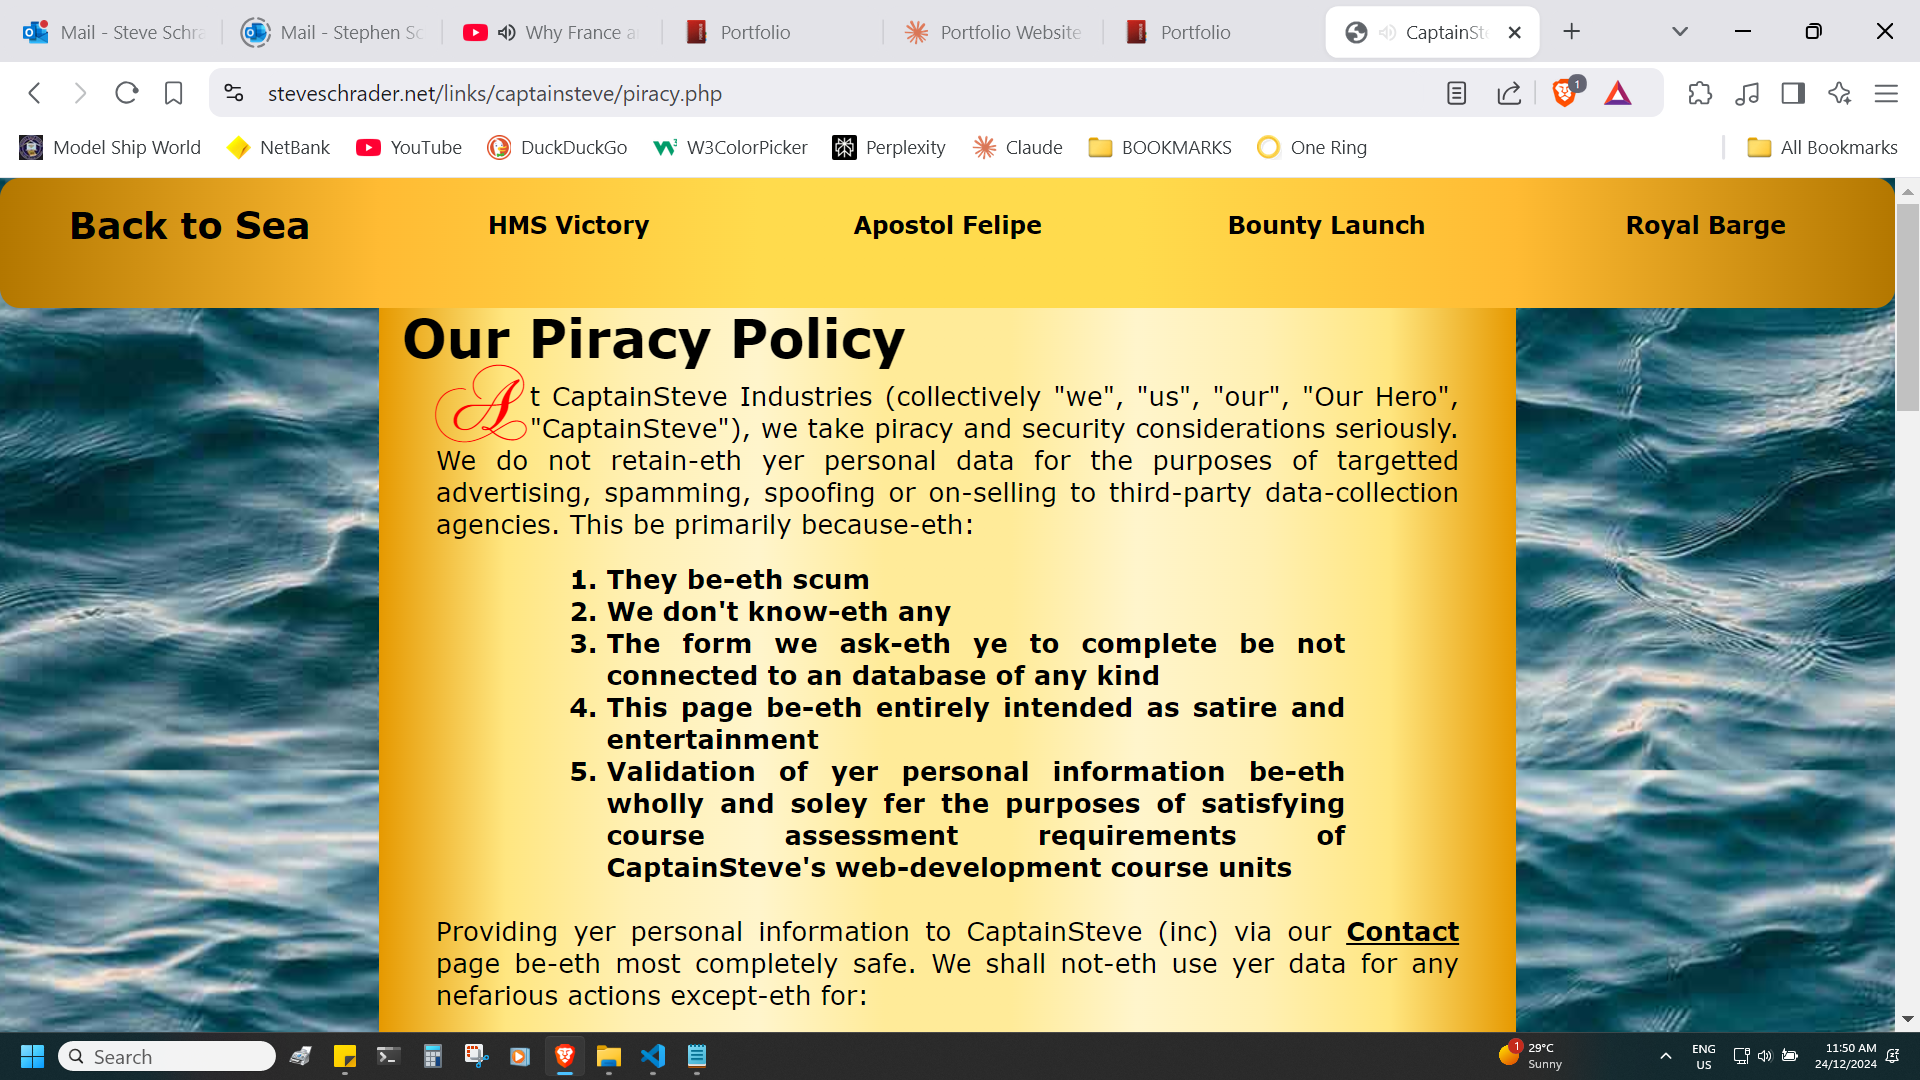 Mail - Steve Schra
Mail - Stephen Sc
Why France a
Portfolio
Portfolio Website
Portfolio
CaptainSte
steveschrader.net/links/captainsteve/piracy.php
1
Model Ship World
NetBank
YouTube
DuckDuckGo
W3ColorPicker
Perplexity
Claude
BOOKMARKS
One Ring
All Bookmarks
Back to Sea
HMS Victory
Apostol Felipe
Bounty Launch
Royal Barge
Our Piracy Policy
At CaptainSteve Industries (collectively "we", "us", "our", "Our Hero",
"CaptainSteve"), we take piracy and security considerations seriously.
We do not retain-eth yer personal data for the purposes of targetted
advertising, spamming, spoofing or on-selling to third-party data-collection
agencies. This be primarily because-eth:
1. They be-eth scum
2. We don't know-eth any
3. The form we ask-eth ye to complete be not
connected to an database of any kind
4. This page be-eth entirely intended as satire and
entertainment
5. Validation of yer personal information be-eth
wholly and soley fer the purposes of satisfying
course assessment requirements of
CaptainSteve's web-development course units
Providing yer personal information to CaptainSteve (inc) via our Contact
page be-eth most completely safe. We shall not-eth use yer data for any
nefarious actions except-eth for:
Search
1
29°C
Sunny
ENG
US
11:50 AM
24/12/2024